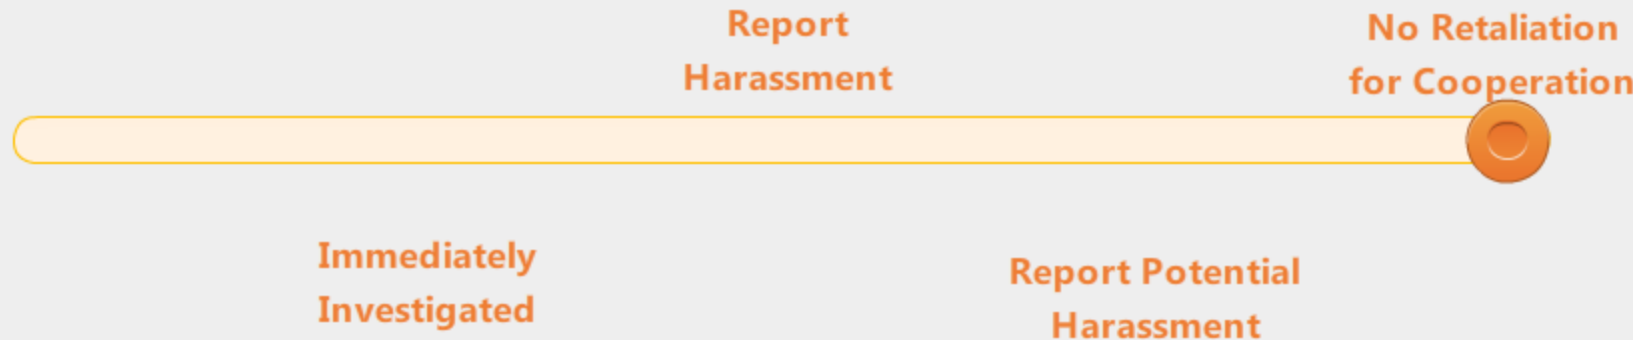 Report
Harassment
No Retaliation
for Cooperation
Immediately
Investigated
Report Potential
Harassment